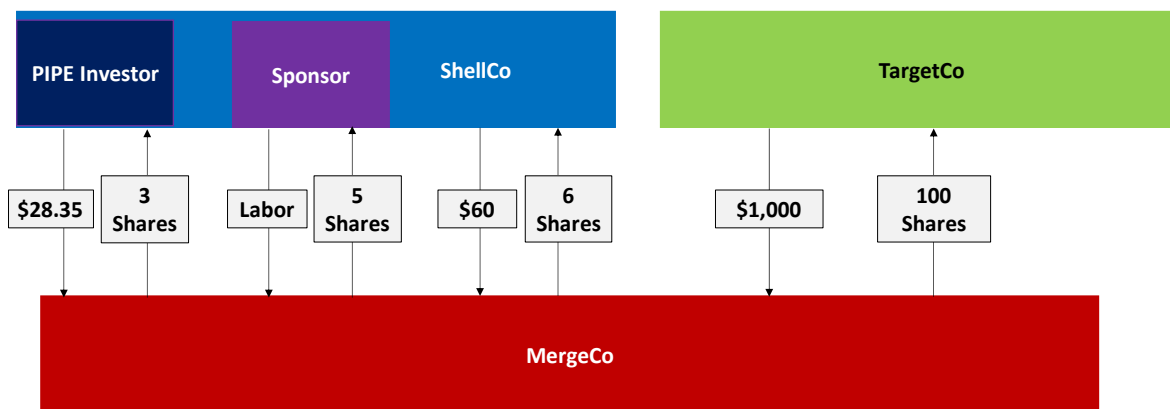 PIPE Investor
Sponsor
ShellCo
TargetCo
$28.35
3
Shares
Labor
5
Shares
$60
6
Shares
$1,000
100
Shares
MergeCo